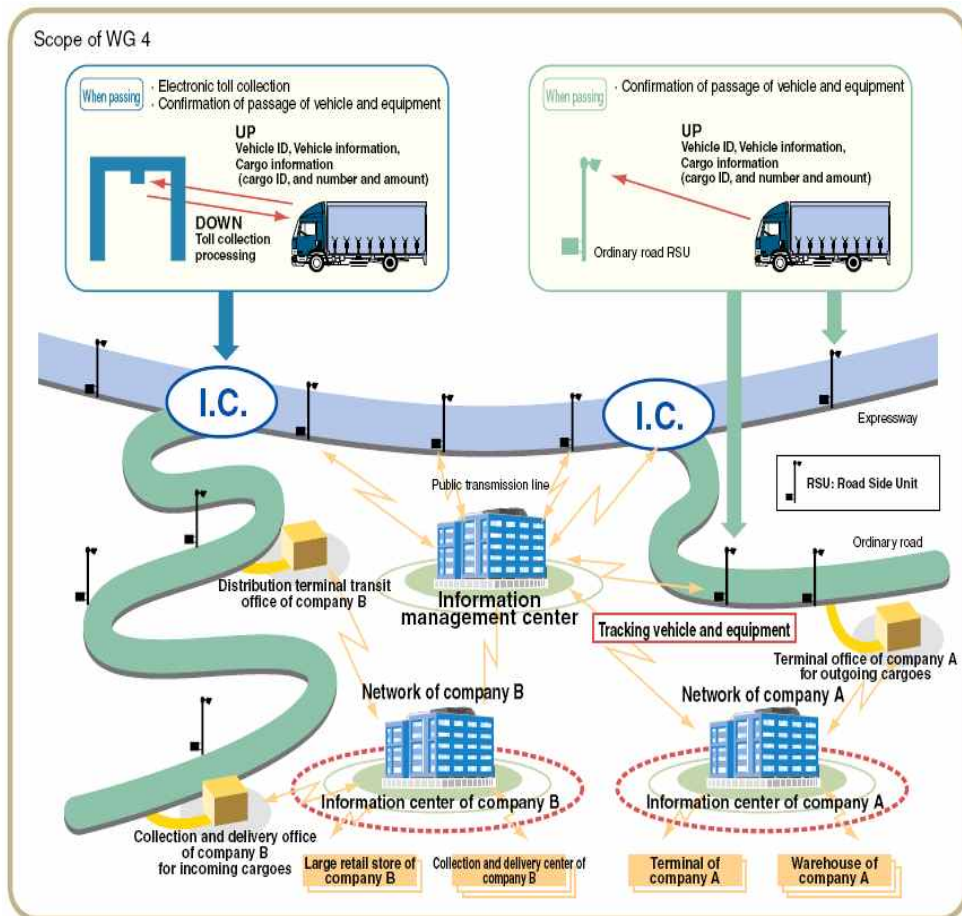 Scope of WG 4
When passing
· Electronic toll collection
· Confirmation of passage of vehicle and equipment
UP
Vehicle ID, Vehicle information,
Cargo information
(cargo ID, and number and amount)
DOWN
Toll collection
processing
When passing
· Confirmation of passage of vehicle and equipment
UP
Vehicle ID, Vehicle information,
Cargo information
(cargo ID, and number and amount)
Ordinary road RSU
I.C.
I.C.
Expressway
Public transmission line
RSU: Road Side Unit
Ordinary road
Distribution terminal transit
office of company B
Information
management center
Tracking vehicle and equipment
Terminal office of company A
for outgoing cargoes
Network of company B
Network of company A
Information center of company B
Information center of company A
Collection and delivery office
of company B
for incoming cargoes
Large retail store of
company B
Collection and delivery center of
company B
Terminal of
company A
Warehouse of
company A